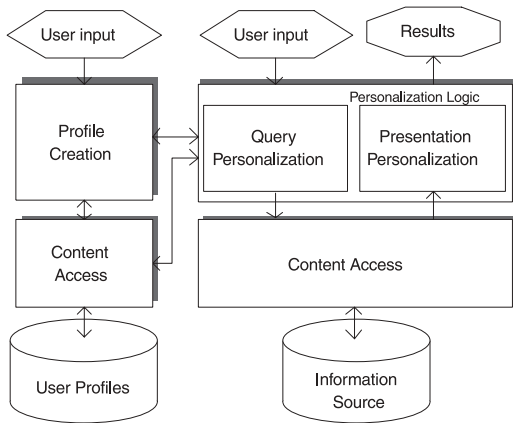 User input
User input
Results
Personalization Logic
Profile
Creation
Query
Personalization
Presentation
Personalization
Content
Access
Content Access
User Profiles
Information
Source